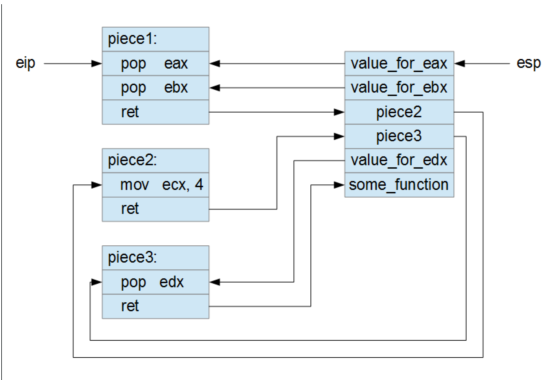 piece1:
eip
pop eax
value_for_eax
esp
pop ebx
value_for_ebx
ret
piece2
piece3
piece2:
value_for_edx
mov ecx, 4
some_function
ret
piece3:
pop edx
ret